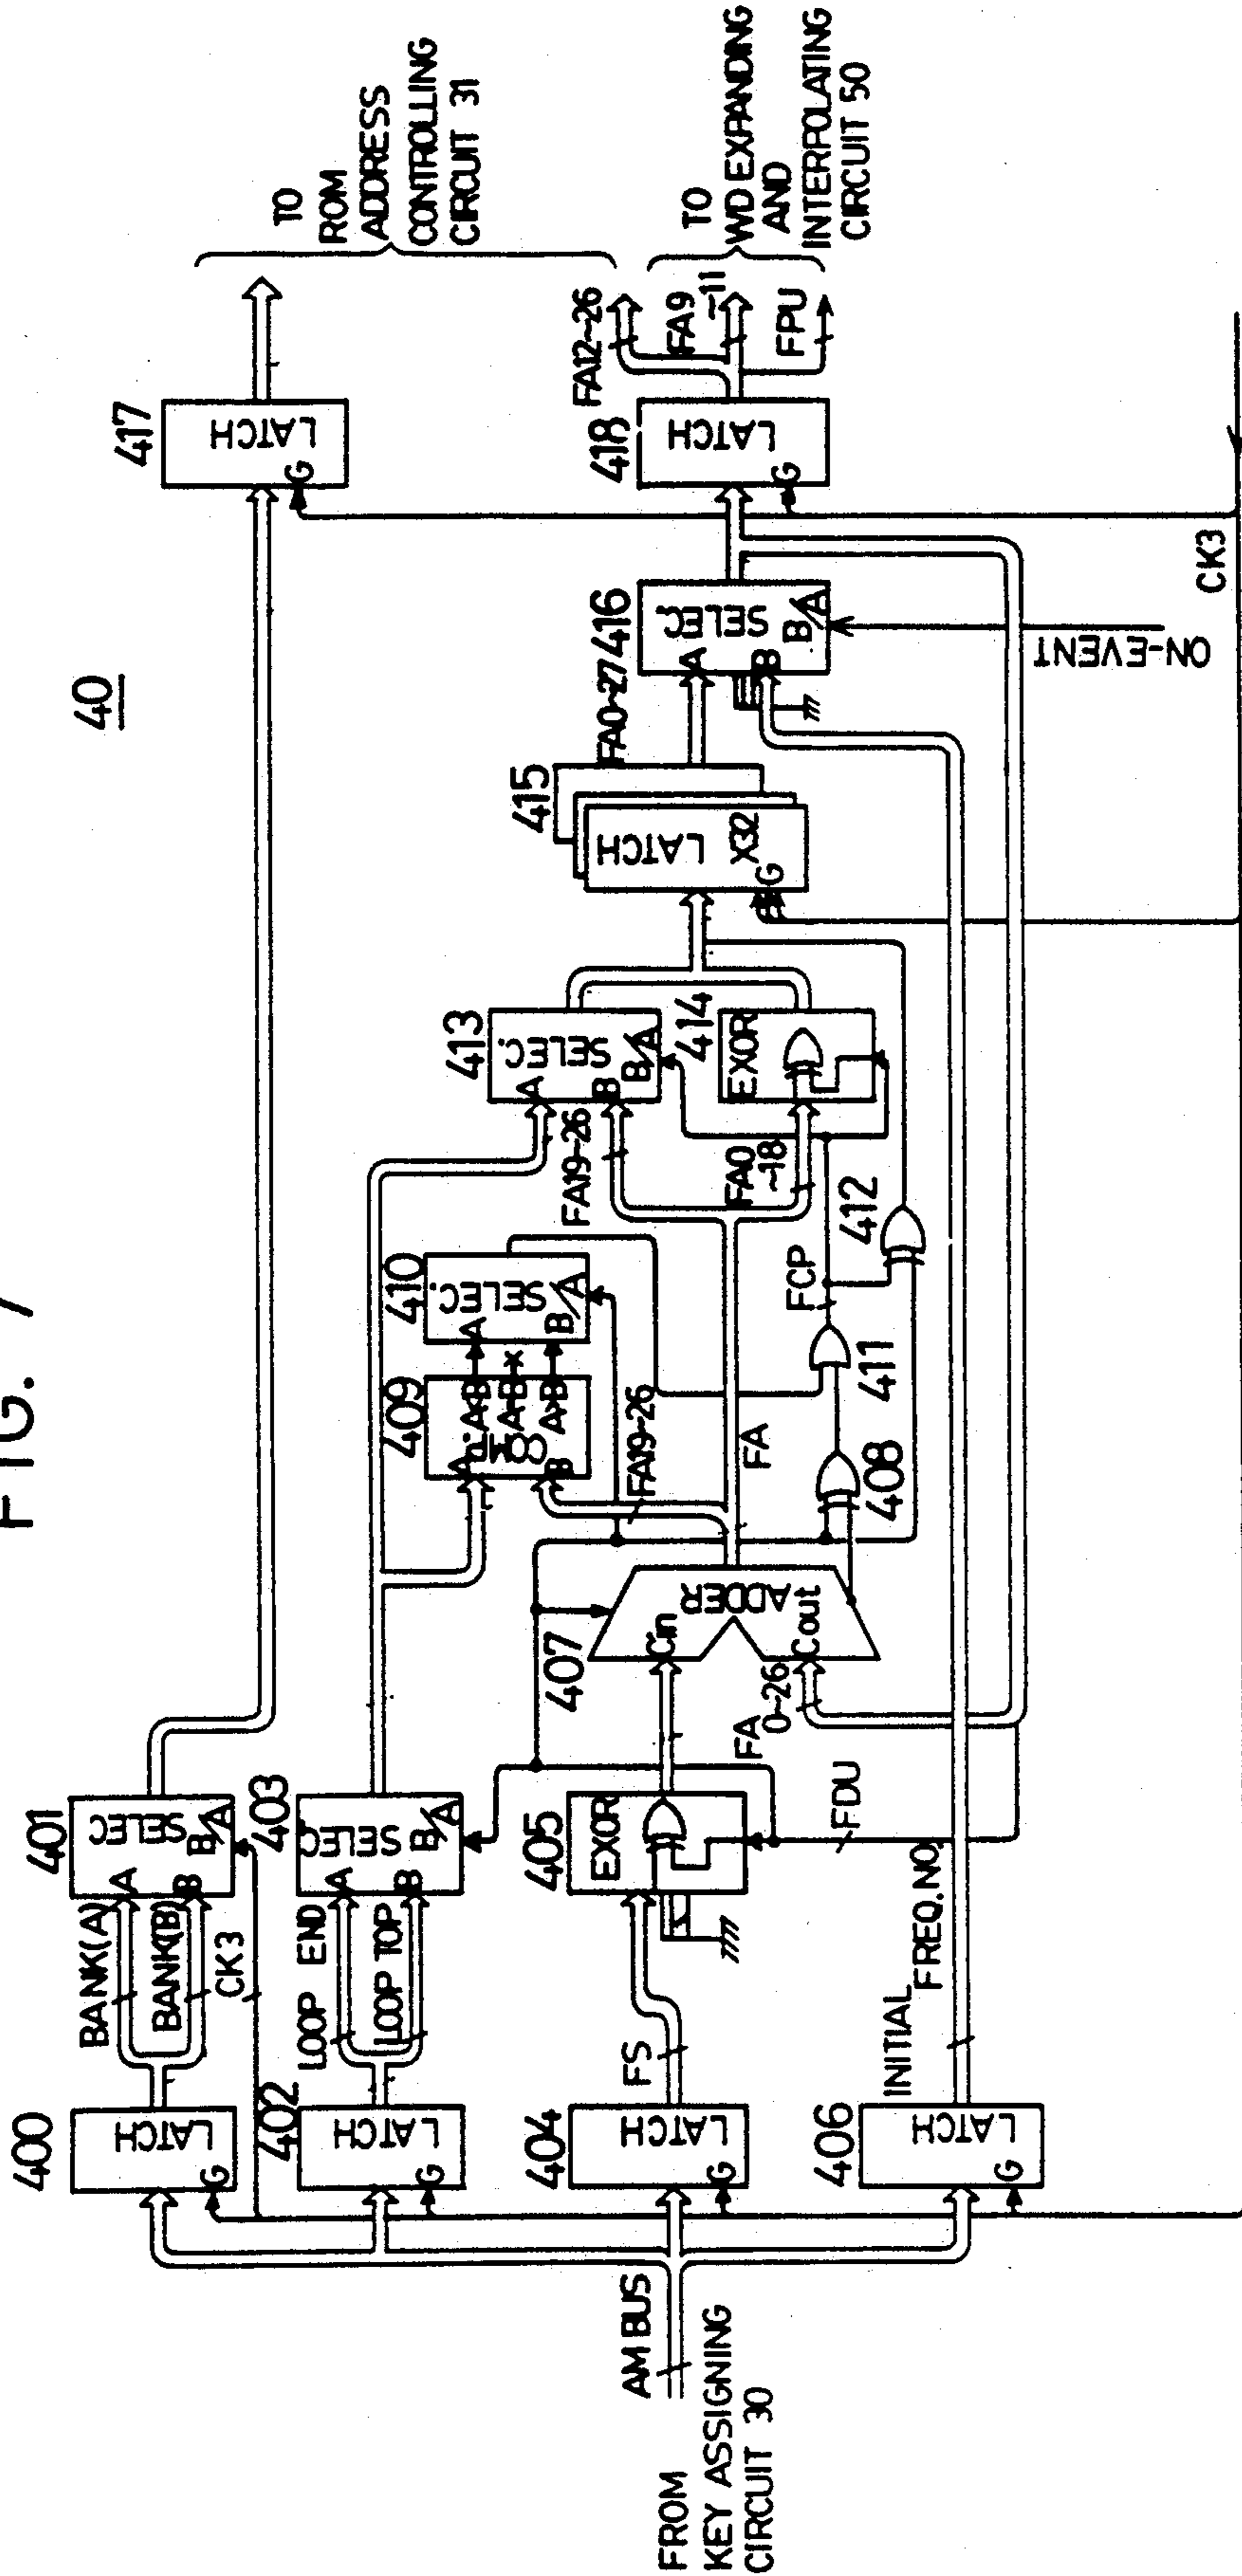 FIG. 7
40
FROM
KEY ASSIGNING
CIRCUIT 30
AM BUS
400
LATCH
G
BANK(A)
BANK(B)
CK3
401
SELEC
A
B
B/A
402
LATCH
G
LOOP END
LOOP TOP
403
SELEC
A
B
B/A
404
LATCH
G
FS
405
EXOR
406
LATCH
G
INITIAL
FREQ. NO.
FDU
407
ADDER
Cin
Cout
FA
0~26
408
FA
FA19~26
409
COMP.
A
B
A<B
A=B
A>B
x
410
SELEC.
A
B/A
411
FCP
412
FA19~26
FA0
~18
413
SELEC.
A
B
B/A
414
EXOR
415
LATCH
X32
G
FA0~27
416
SELEC.
A
B
B/A
ON-EVENT
CK3
417
LATCH
G
418
LATCH
G
FA12~26
FA9
~11
FPU
TO
ROM
ADDRESS
CONTROLLING
CIRCUIT 31
TO
WD EXPANDING
AND
INTERPOLATING
CIRCUIT 50